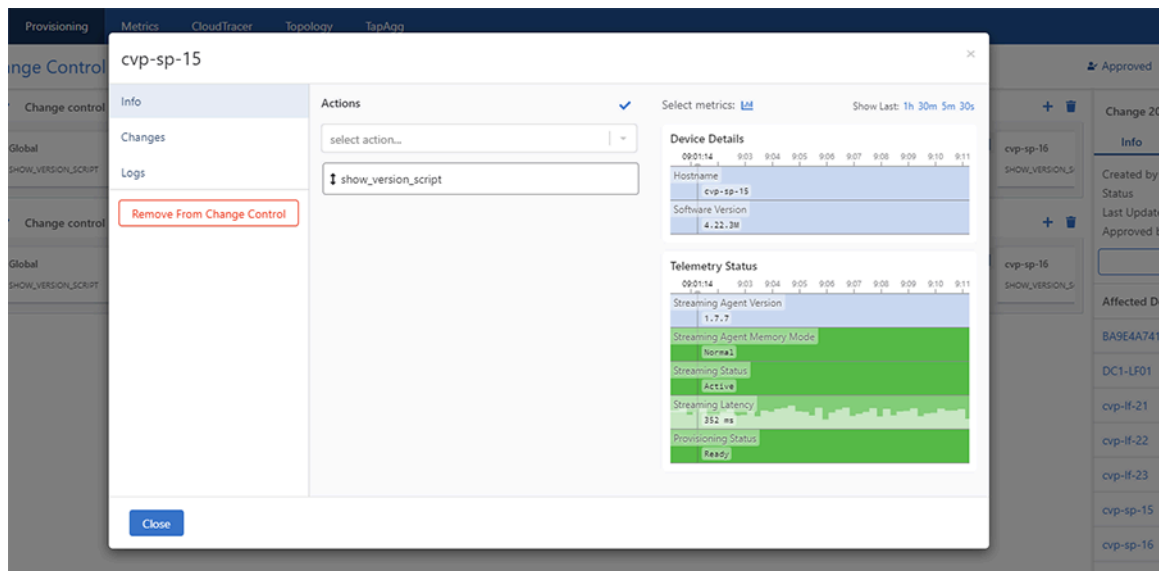 Provisioning Metrics CloudTracer Topology TapAgg
ange Control
Approved
Change control
Global
SHOW_VERSION_SCRIPT
Change control
Global
SHOW_VERSION_SCRIPT
cvp-sp-15
×
Info
Changes
Logs
Remove From Change Control
Actions
select action...
show_version_script
Select metrics:
Show Last: 1h 30m 5m 30s
Device Details
09:01:14 9:03 9:04 9:05 9:06 9:07 9:08 9:09 9:10 9:11
Hostname
cvp-sp-15
Software Version
4.22.3M
Telemetry Status
09:01:14 9:03 9:04 9:05 9:06 9:07 9:08 9:09 9:10 9:11
Streaming Agent Version
1.7.7
Streaming Agent Memory Mode
Normal
Streaming Status
Active
Streaming Latency
352 ms
Provisioning Status
Ready
Close
cvp-sp-16
SHOW_VERSION_S
cvp-sp-16
SHOW_VERSION_S
Change 20
Info
Created by
Status
Last Update
Approved b
Affected D
BA9E4A741
DC1-LF01
cvp-lf-21
cvp-lf-22
cvp-lf-23
cvp-sp-15
cvp-sp-16